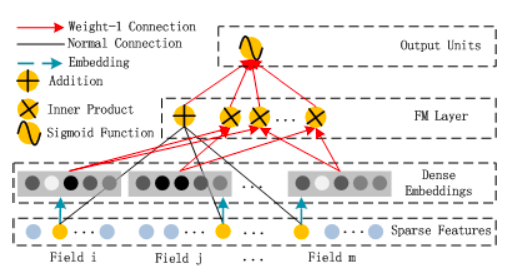 Weight-1 Connection
Normal Connection
Embedding
Addition
Inner Product
Sigmoid Function
Output Units
...
FM Layer
...
Dense
Embeddings
... ... ... ... Sparse Features
Field i Field j ... Field m